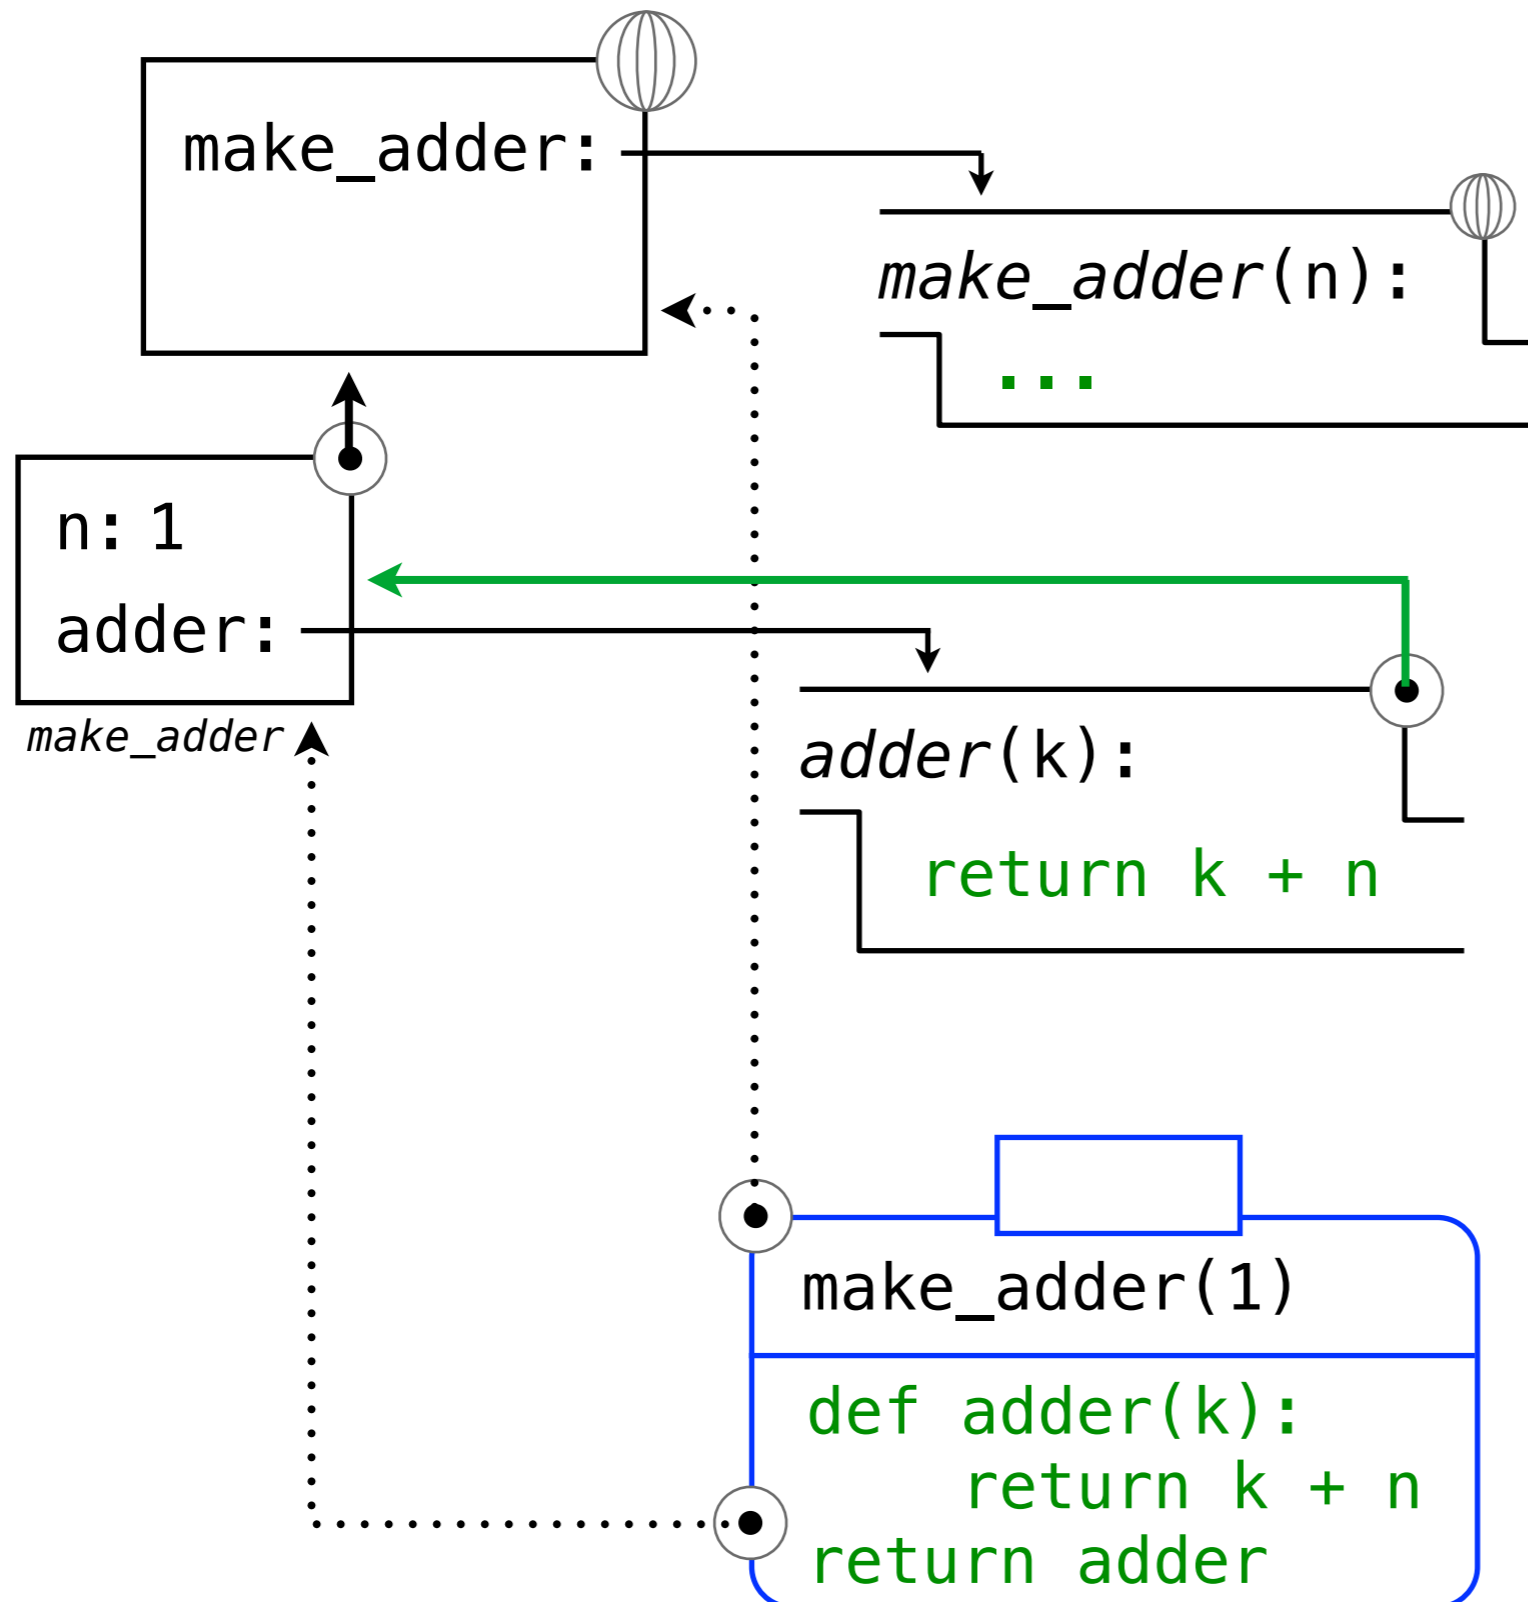 make_adder:
make_adder(n):
...
n: 1
adder:
make_adder
adder(k):
return k + n
make_adder(1)
def adder(k):
    return k + n
return adder